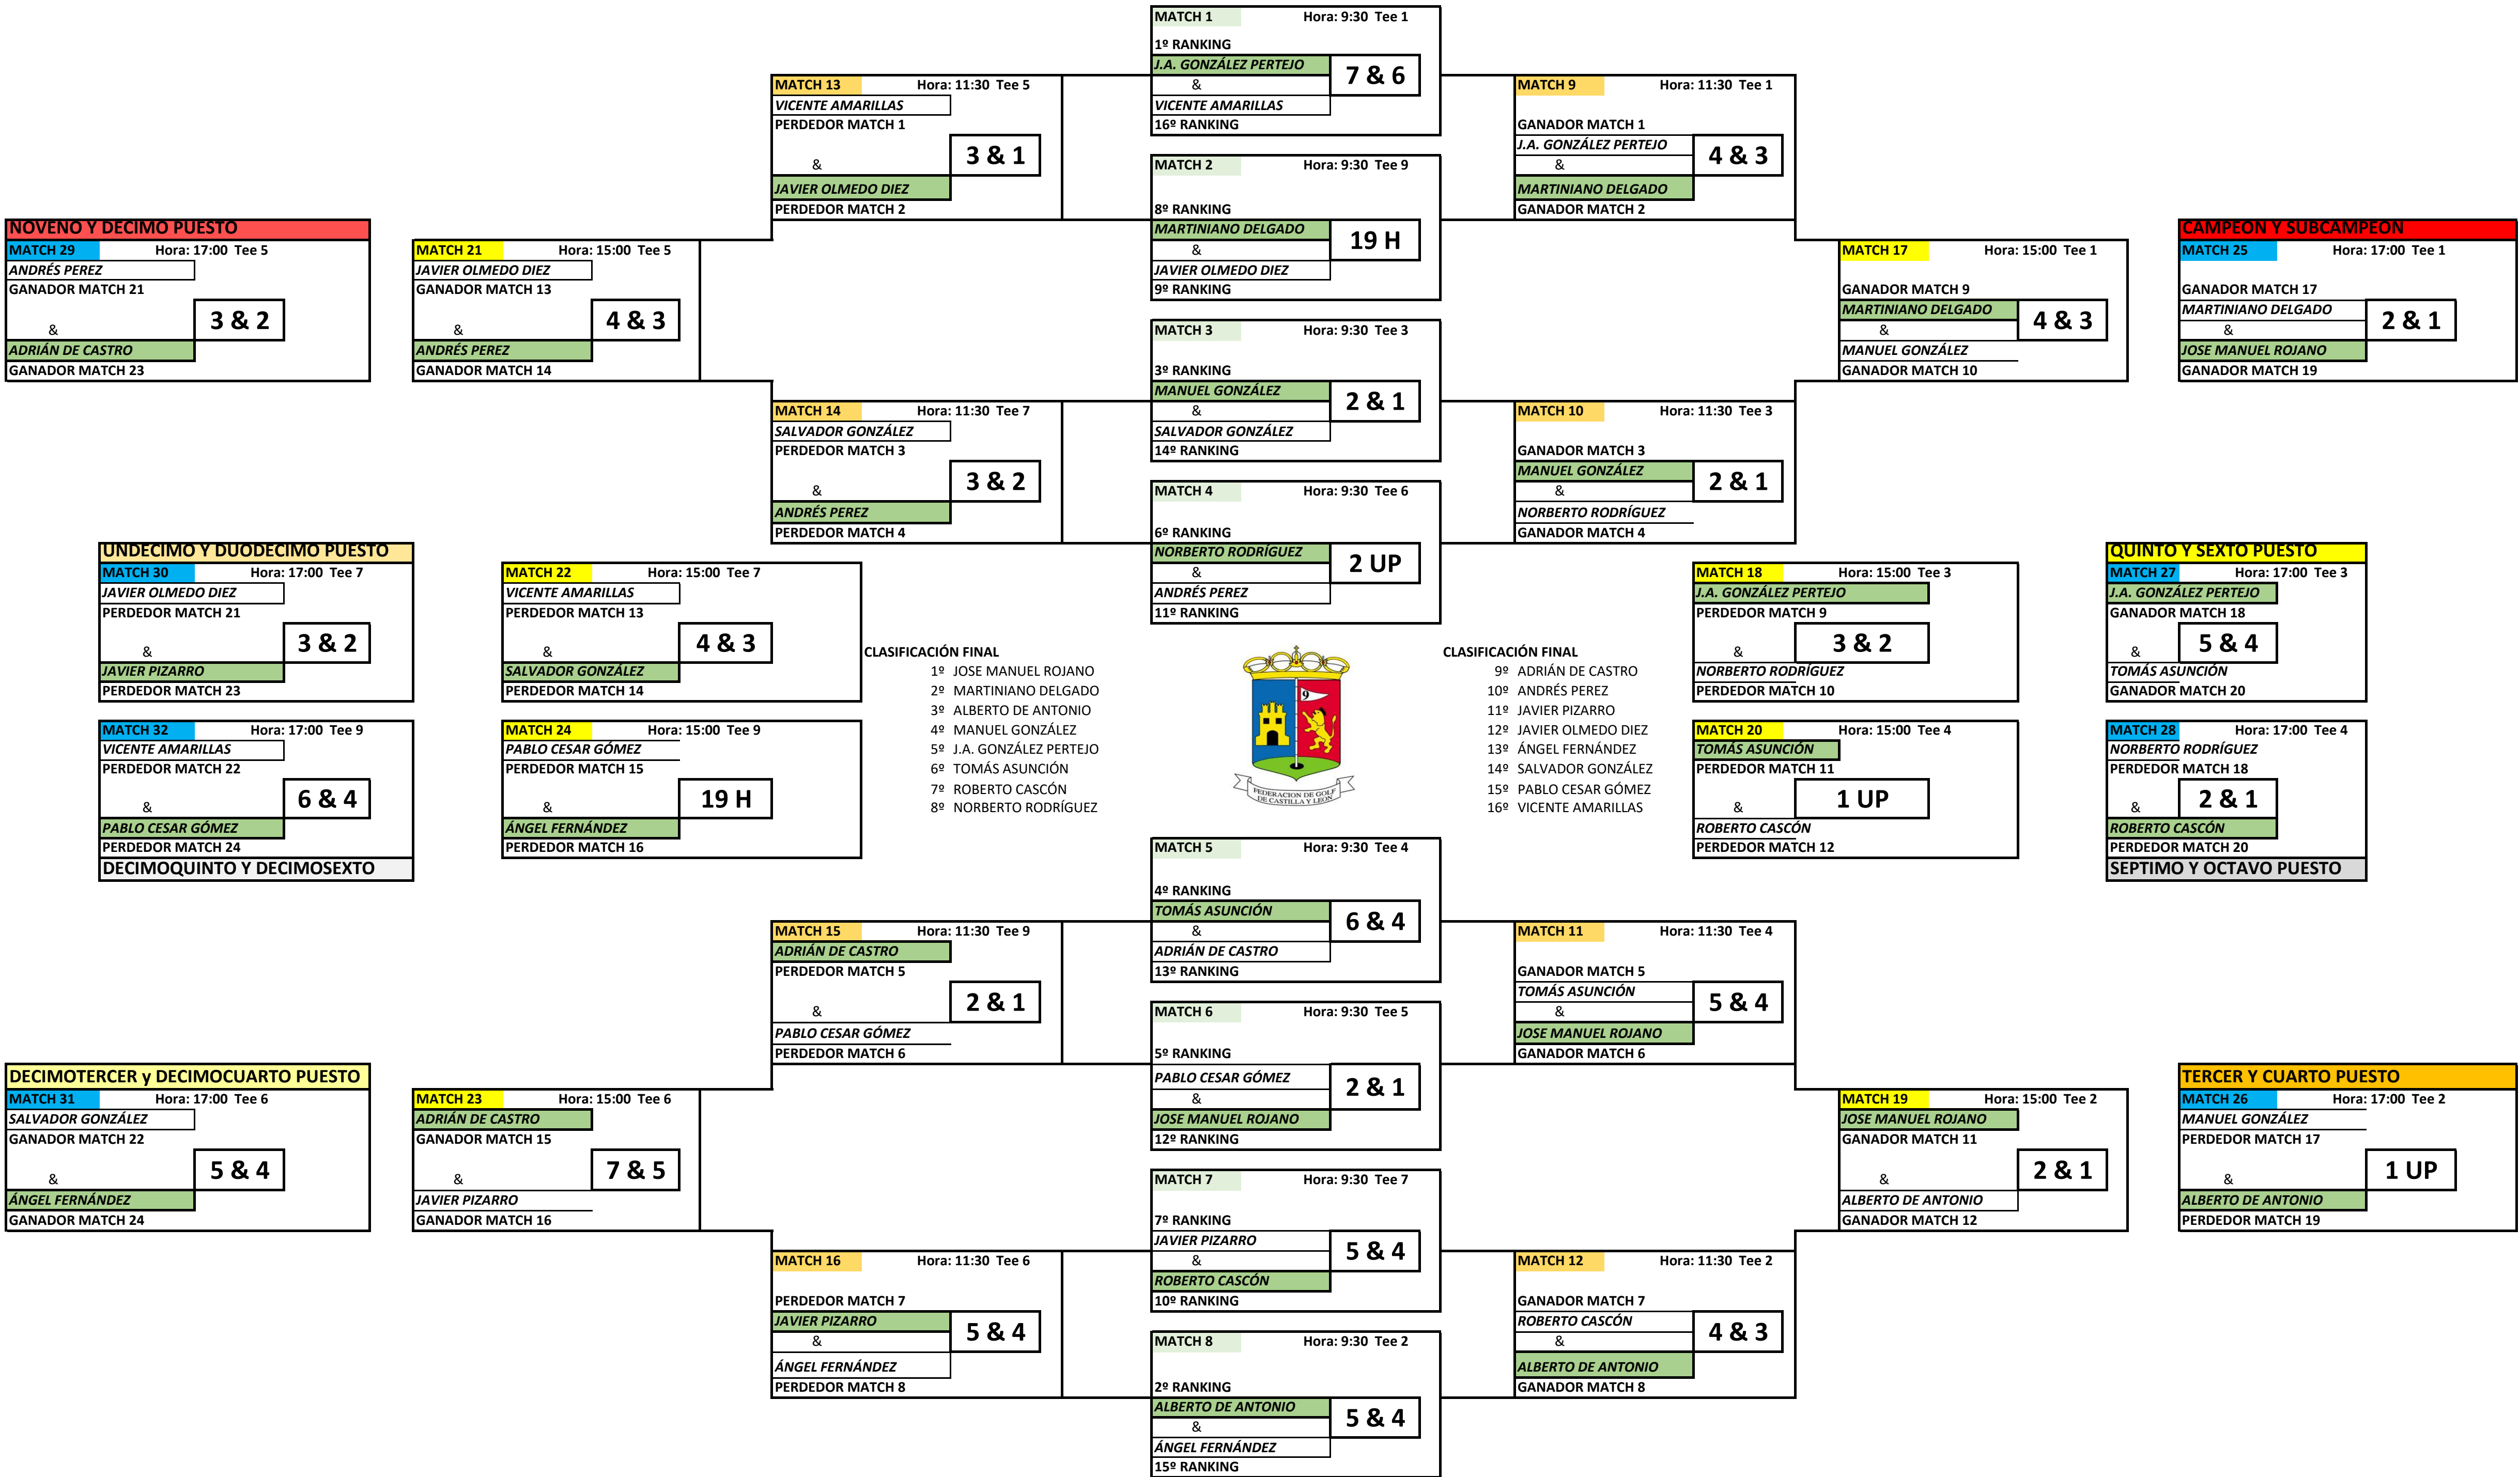 MATCH 1 Hora: 9:30 Tee 1
1º RANKING
J.A. GONZÁLEZ PERTEJO
7 & 6
&
VICENTE AMARILLAS
16º RANKING
MATCH 13 Hora: 11:30 Tee 5
VICENTE AMARILLAS
PERDEDOR MATCH 1
3 & 1
&
JAVIER OLMEDO DIEZ
PERDEDOR MATCH 2
MATCH 9 Hora: 11:30 Tee 1
GANADOR MATCH 1
J.A. GONZÁLEZ PERTEJO
4 & 3
&
MARTINIANO DELGADO
GANADOR MATCH 2
MATCH 2 Hora: 9:30 Tee 9
8º RANKING
MARTINIANO DELGADO
19 H
&
JAVIER OLMEDO DIEZ
9º RANKING
NOVENO Y DECIMO PUESTO
MATCH 29 Hora: 17:00 Tee 5
ANDRÉS PEREZ
GANADOR MATCH 21
3 & 2
&
ADRIÁN DE CASTRO
GANADOR MATCH 23
MATCH 21 Hora: 15:00 Tee 5
JAVIER OLMEDO DIEZ
GANADOR MATCH 13
4 & 3
&
ANDRÉS PEREZ
GANADOR MATCH 14
MATCH 17 Hora: 15:00 Tee 1
GANADOR MATCH 9
MARTINIANO DELGADO
4 & 3
&
MANUEL GONZÁLEZ
GANADOR MATCH 10
CAMPEON Y SUBCAMPEON
MATCH 25 Hora: 17:00 Tee 1
GANADOR MATCH 17
MARTINIANO DELGADO
2 & 1
&
JOSE MANUEL ROJANO
GANADOR MATCH 19
MATCH 3 Hora: 9:30 Tee 3
3º RANKING
MANUEL GONZÁLEZ
2 & 1
&
SALVADOR GONZÁLEZ
14º RANKING
MATCH 14 Hora: 11:30 Tee 7
SALVADOR GONZÁLEZ
PERDEDOR MATCH 3
3 & 2
&
ANDRÉS PEREZ
PERDEDOR MATCH 4
MATCH 10 Hora: 11:30 Tee 3
GANADOR MATCH 3
MANUEL GONZÁLEZ
2 & 1
&
NORBERTO RODRÍGUEZ
GANADOR MATCH 4
MATCH 4 Hora: 9:30 Tee 6
6º RANKING
NORBERTO RODRÍGUEZ
2 UP
&
ANDRÉS PEREZ
11º RANKING
UNDECIMO Y DUODECIMO PUESTO
MATCH 30 Hora: 17:00 Tee 7
JAVIER OLMEDO DIEZ
PERDEDOR MATCH 21
3 & 2
&
JAVIER PIZARRO
PERDEDOR MATCH 23
MATCH 22 Hora: 15:00 Tee 7
VICENTE AMARILLAS
PERDEDOR MATCH 13
4 & 3
&
SALVADOR GONZÁLEZ
PERDEDOR MATCH 14
MATCH 18 Hora: 15:00 Tee 3
J.A. GONZÁLEZ PERTEJO
PERDEDOR MATCH 9
3 & 2
&
NORBERTO RODRÍGUEZ
PERDEDOR MATCH 10
QUINTO Y SEXTO PUESTO
MATCH 27 Hora: 17:00 Tee 3
J.A. GONZÁLEZ PERTEJO
GANADOR MATCH 18
5 & 4
&
TOMÁS ASUNCIÓN
GANADOR MATCH 20
CLASIFICACIÓN FINAL
1º JOSE MANUEL ROJANO
2º MARTINIANO DELGADO
3º ALBERTO DE ANTONIO
4º MANUEL GONZÁLEZ
5º J.A. GONZÁLEZ PERTEJO
6º TOMÁS ASUNCIÓN
7º ROBERTO CASCÓN
8º NORBERTO RODRÍGUEZ
9
FEDERACION DE GOLF
DE CASTILLA Y LEON
CLASIFICACIÓN FINAL
9º ADRIÁN DE CASTRO
10º ANDRÉS PEREZ
11º JAVIER PIZARRO
12º JAVIER OLMEDO DIEZ
13º ÁNGEL FERNÁNDEZ
14º SALVADOR GONZÁLEZ
15º PABLO CESAR GÓMEZ
16º VICENTE AMARILLAS
MATCH 32 Hora: 17:00 Tee 9
VICENTE AMARILLAS
PERDEDOR MATCH 22
6 & 4
&
PABLO CESAR GÓMEZ
PERDEDOR MATCH 24
DECIMOQUINTO Y DECIMOSEXTO
MATCH 24 Hora: 15:00 Tee 9
PABLO CESAR GÓMEZ
PERDEDOR MATCH 15
19 H
&
ÁNGEL FERNÁNDEZ
PERDEDOR MATCH 16
MATCH 20 Hora: 15:00 Tee 4
TOMÁS ASUNCIÓN
PERDEDOR MATCH 11
1 UP
&
ROBERTO CASCÓN
PERDEDOR MATCH 12
MATCH 28 Hora: 17:00 Tee 4
NORBERTO RODRÍGUEZ
PERDEDOR MATCH 18
2 & 1
&
ROBERTO CASCÓN
PERDEDOR MATCH 20
SEPTIMO Y OCTAVO PUESTO
MATCH 5 Hora: 9:30 Tee 4
4º RANKING
TOMÁS ASUNCIÓN
6 & 4
&
ADRIÁN DE CASTRO
13º RANKING
MATCH 15 Hora: 11:30 Tee 9
ADRIÁN DE CASTRO
PERDEDOR MATCH 5
2 & 1
&
PABLO CESAR GÓMEZ
PERDEDOR MATCH 6
MATCH 11 Hora: 11:30 Tee 4
GANADOR MATCH 5
TOMÁS ASUNCIÓN
5 & 4
&
JOSE MANUEL ROJANO
GANADOR MATCH 6
MATCH 6 Hora: 9:30 Tee 5
5º RANKING
PABLO CESAR GÓMEZ
2 & 1
&
JOSE MANUEL ROJANO
12º RANKING
DECIMOTERCER y DECIMOCUARTO PUESTO
MATCH 31 Hora: 17:00 Tee 6
SALVADOR GONZÁLEZ
GANADOR MATCH 22
5 & 4
&
ÁNGEL FERNÁNDEZ
GANADOR MATCH 24
MATCH 23 Hora: 15:00 Tee 6
ADRIÁN DE CASTRO
GANADOR MATCH 15
7 & 5
&
JAVIER PIZARRO
GANADOR MATCH 16
MATCH 19 Hora: 15:00 Tee 2
JOSE MANUEL ROJANO
GANADOR MATCH 11
2 & 1
&
ALBERTO DE ANTONIO
GANADOR MATCH 12
TERCER Y CUARTO PUESTO
MATCH 26 Hora: 17:00 Tee 2
MANUEL GONZÁLEZ
PERDEDOR MATCH 17
1 UP
&
ALBERTO DE ANTONIO
PERDEDOR MATCH 19
MATCH 7 Hora: 9:30 Tee 7
7º RANKING
JAVIER PIZARRO
5 & 4
&
ROBERTO CASCÓN
10º RANKING
MATCH 16 Hora: 11:30 Tee 6
PERDEDOR MATCH 7
JAVIER PIZARRO
5 & 4
&
ÁNGEL FERNÁNDEZ
PERDEDOR MATCH 8
MATCH 12 Hora: 11:30 Tee 2
GANADOR MATCH 7
ROBERTO CASCÓN
4 & 3
&
ALBERTO DE ANTONIO
GANADOR MATCH 8
MATCH 8 Hora: 9:30 Tee 2
2º RANKING
ALBERTO DE ANTONIO
5 & 4
&
ÁNGEL FERNÁNDEZ
15º RANKING